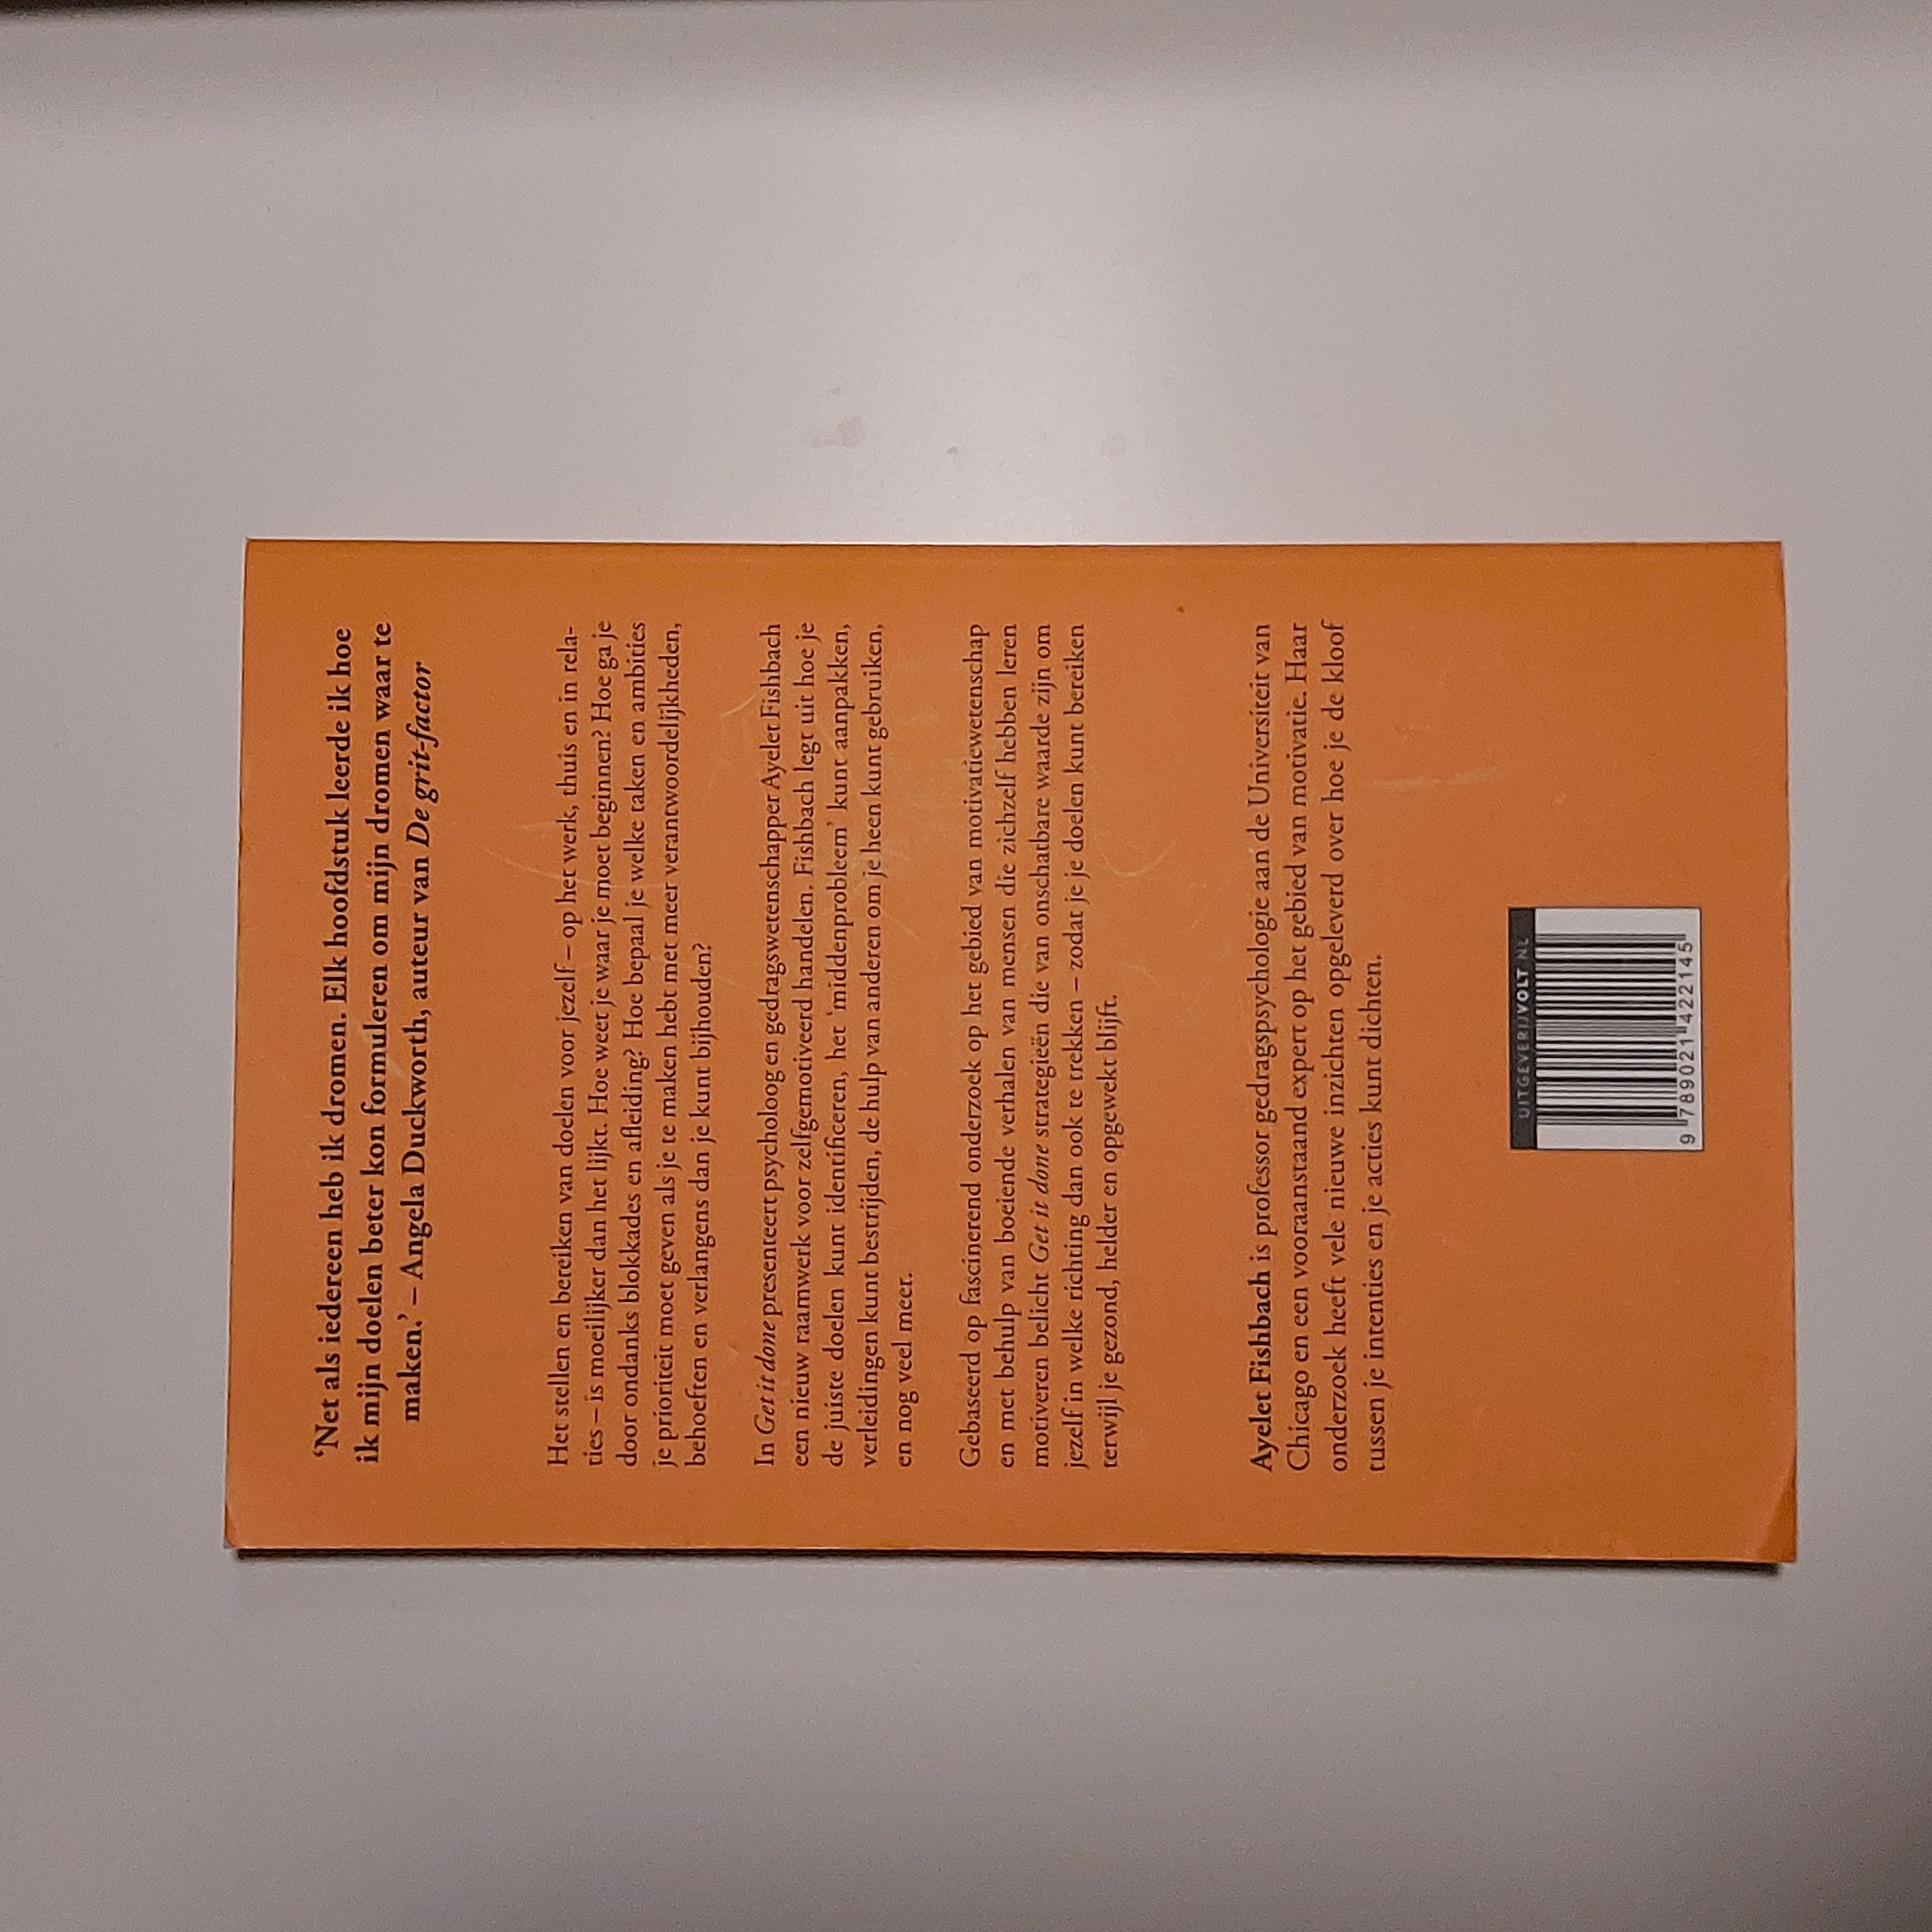 ‘Net als iedereen heb ik dromen. Elk hoofdstuk leerde ik hoe
ik mijn doelen beter kon formuleren om mijn dromen waar te
maken.’ – Angela Duckworth, auteur van De grit-factor
Het stellen en bereiken van doelen voor jezelf – op het werk, thuis en in rela-
ties – is moeilijker dan het lijkt. Hoe weet je waar je moet beginnen? Hoe ga je
door ondanks blokkades en afleiding? Hoe bepaal je welke taken en ambities
je prioriteit moet geven als je te maken hebt met meer verantwoordelijkheden,
behoeften en verlangens dan je kunt bijhouden?
In Get it done presenteert psycholoog en gedragswetenschapper Ayelet Fishbach
een nieuw raamwerk voor zelfgemotiveerd handelen. Fishbach legt uit hoe je
de juiste doelen kunt identificeren, het ‘middenprobleem’ kunt aanpakken,
verleidingen kunt bestrijden, de hulp van anderen om je heen kunt gebruiken,
en nog veel meer.
Gebaseerd op fascinerend onderzoek op het gebied van motivatiewetenschap
en met behulp van boeiende verhalen van mensen die zichzelf hebben leren
motiveren belicht Get it done strategieën die van onschatbare waarde zijn om
jezelf in welke richting dan ook te trekken – zodat je je doelen kunt bereiken
terwijl je gezond, helder en opgewekt blijft.
Ayelet Fishbach is professor gedragspsychologie aan de Universiteit van
Chicago en een vooraanstaand expert op het gebied van motivatie. Haar
onderzoek heeft vele nieuwe inzichten opgeleverd over hoe je de kloof
tussen je intenties en je acties kunt dichten.
UITGEVERIJVOLT NL
9 789021 422145